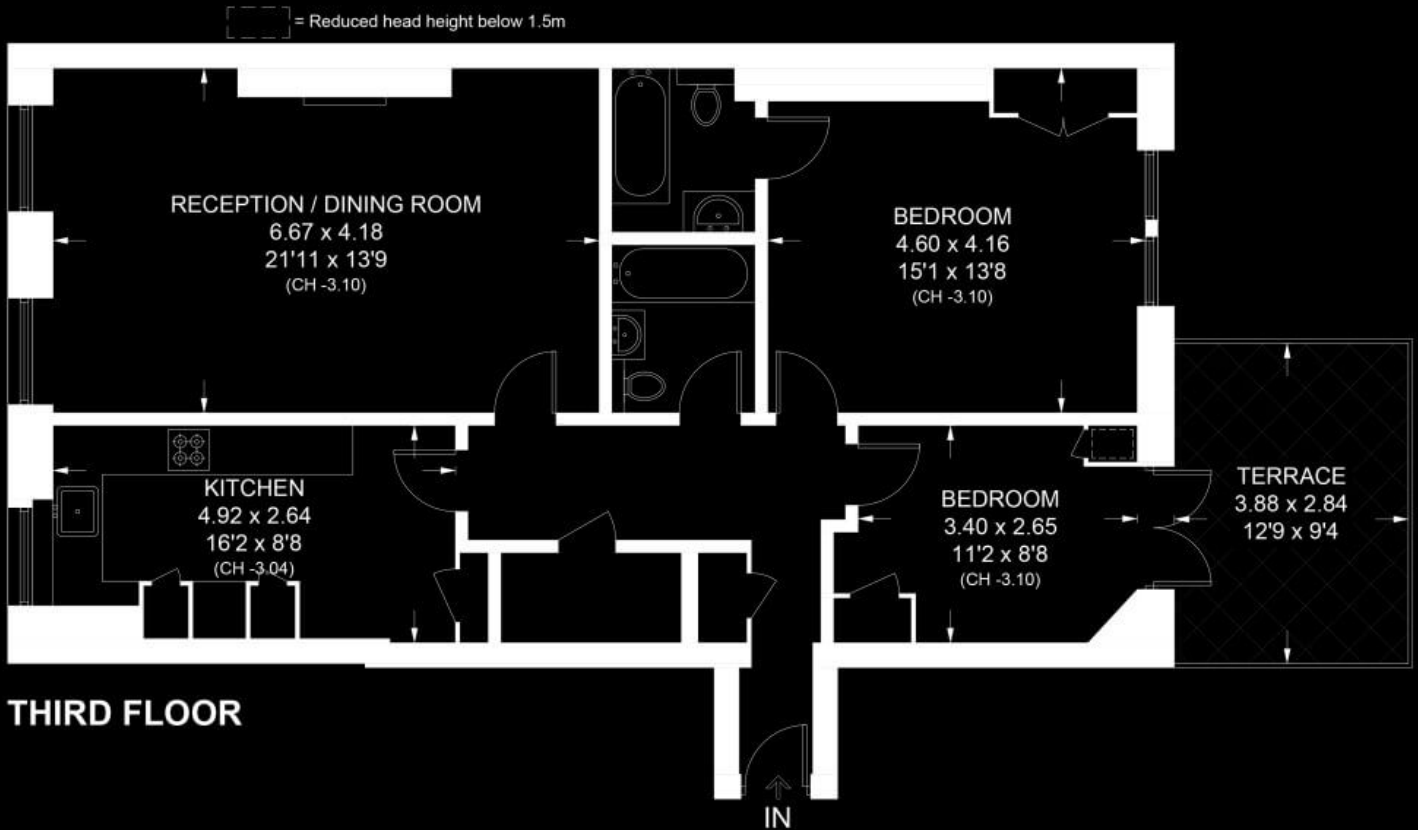 = Reduced head height below 1.5m
RECEPTION / DINING ROOM
6.67 x 4.18
21'11 x 13'9
(CH -3.10)
BEDROOM
4.60 x 4.16
15'1 x 13'8
(CH -3.10)
KITCHEN
4.92 x 2.64
16'2 x 8'8
(CH -3.04)
BEDROOM
3.40 x 2.65
11'2 x 8'8
(CH -3.10)
TERRACE
3.88 x 2.84
12'9 x 9'4
THIRD FLOOR
IN